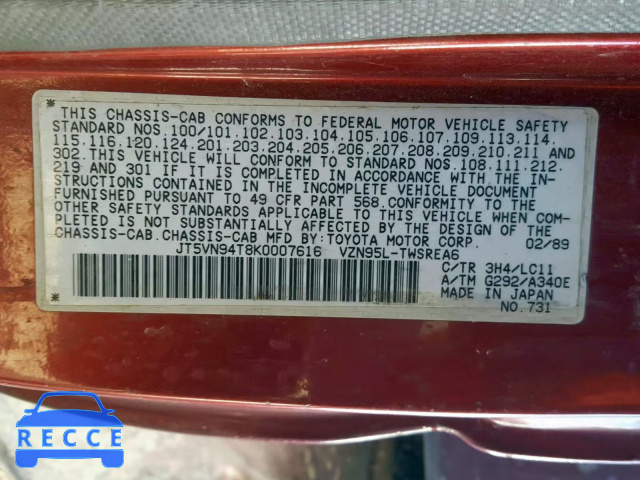 THIS CHASSIS-CAB CONFORMS TO FEDERAL MOTOR VEHICLE SAFETY
STANDARD NOS.100/101.102.103.104.105.106.107.109.113.114.
115.116.120.124.201.203.204.205.206.207.208.209.210.211 AND
302.THIS VEHICLE WILL CONFORM TO STANDARD NOS.108.111.212.
219 AND 301 IF IT IS COMPLETED IN ACCORDANCE WITH THE IN-
STRUCTIONS CONTAINED IN THE INCOMPLETE VEHICLE DOCUMENT
FURNISHED PURSUANT TO 49 CFR PART 568.CONFORMITY TO THE
OTHER SAFETY STANDARDS APPLICABLE TO THIS VEHICLE WHEN COM-
PLETED IS NOT SUBSTANTIALLY AFFECTED BY THE DESIGN OF THE
CHASSIS-CAB.CHASSIS-CAB MFD BY:TOYOTA MOTOR CORP. 02/89
JT5VN94T8K0007616 VZN95L-TWSREA6
C/TR 3H4/LC11
A/TM G292/A340E
MADE IN JAPAN
NO.731
RECCE